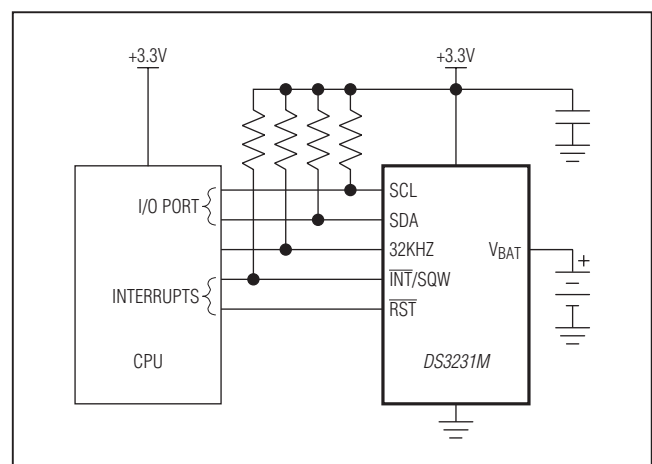 +3.3V
+3.3V
SCL
I/O PORT
SDA
32KHZ
VBAT
+
INT/SQW
INTERRUPTS
RST
CPU
DS3231M